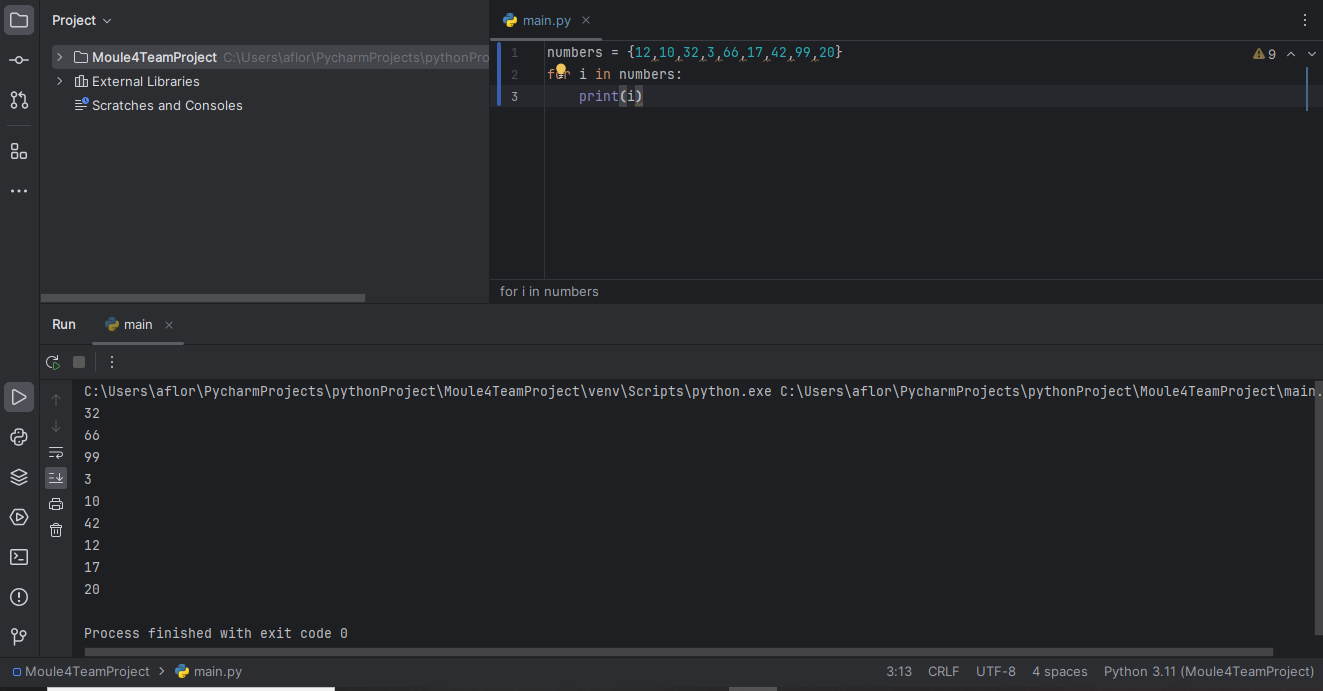 Project
main.py
Moule4TeamProject C:\Users\aflor\PycharmProjects\pythonPro
External Libraries
Scratches and Consoles
1 numbers = {12,10,32,3,66,17,42,99,20}
9
2 for i in numbers:
3 print(i)
for i in numbers
Run main
C:\Users\aflor\PycharmProjects\pythonProject\Moule4TeamProject\venv\Scripts\python.exe C:\Users\aflor\PycharmProjects\pythonProject\Moule4TeamProject\main.
32
66
99
3
10
42
12
17
20
Process finished with exit code 0
Moule4TeamProject > main.py
3:13 CRLF UTF-8 4 spaces Python 3.11 (Moule4TeamProject)